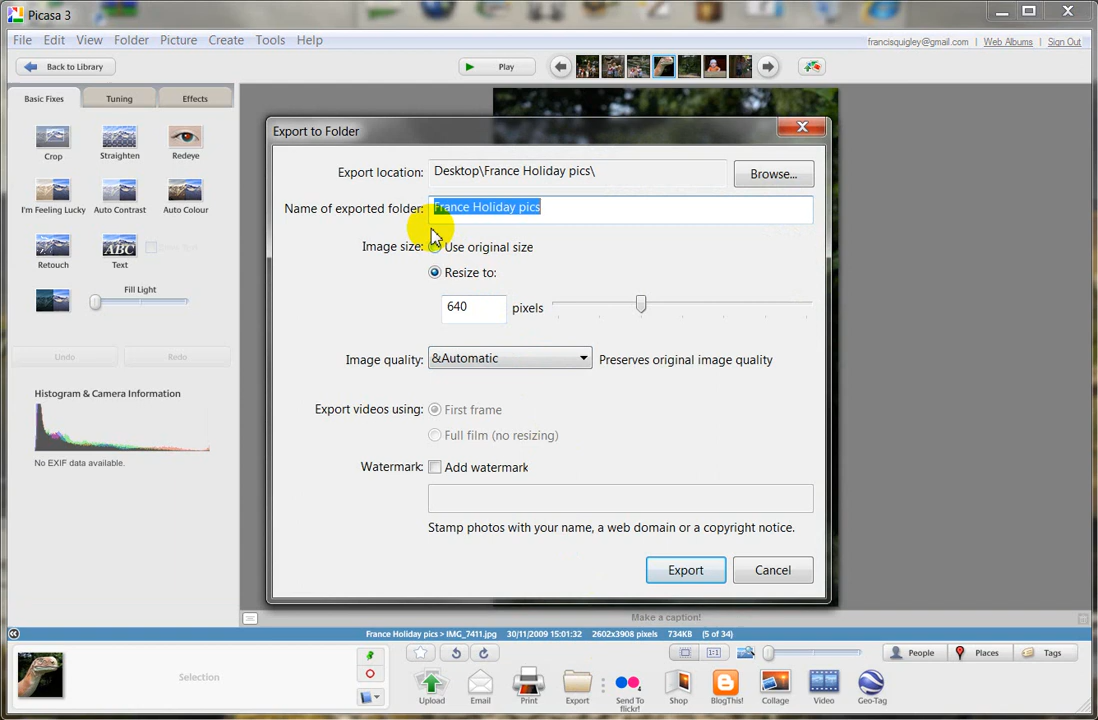 Picasa 3
File Edit View Folder Picture Create Tools Help
francisquigley@gmail.com | Web Albums | Sign Out
Back to Library
Play
Basic Fixes Tuning Effects
Crop Straighten Redeye
I'm Feeling Lucky Auto Contrast Auto Colour
Retouch Text
Fill Light
Undo Redo
Histogram & Camera Information
No EXIF data available.
Export to Folder
Export location: Desktop\France Holiday pics\ Browse...
Name of exported folder: France Holiday pics
Image size: Use original size
Resize to:
640 pixels
Image quality: &Automatic Preserves original image quality
Export videos using: First frame
Full film (no resizing)
Watermark: Add watermark
Stamp photos with your name, a web domain or a copyright notice.
Export Cancel
Make a caption!
France Holiday pics > IMG_7411.jpg 30/11/2009 15:01:32 2602x3908 pixels 734KB (5 of 34)
Selection
1:1
People Places Tags
ABC
Upload Email Print Export Send To flickr! Shop BlogThis! Collage Video Geo-Tag